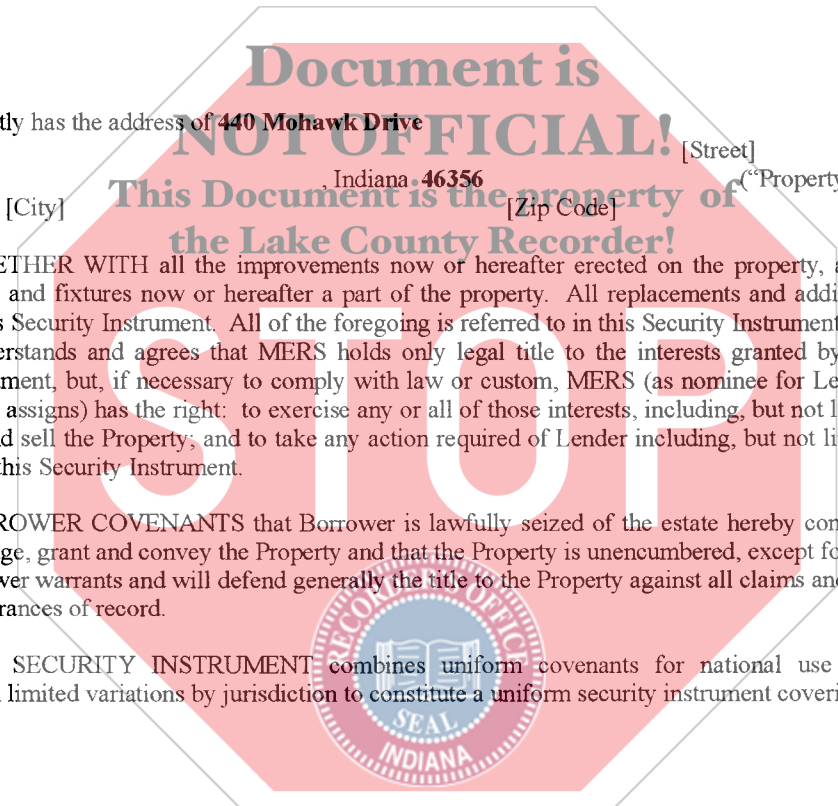 Document is
tly has the address of 440 Mohawk Drive
NOT OFFICIAL!
[Street]
, Indiana 46356 (“Property
This Document is the property of
[City] [Zip Code]
the Lake County Recorder!
ETHER WITH all the improvements now or hereafter erected on the property, a
and fixtures now or hereafter a part of the property. All replacements and addi
s Security Instrument. All of the foregoing is referred to in this Security Instrument
erstands and agrees that MERS holds only legal title to the interests granted by
ment, but, if necessary to comply with law or custom, MERS (as nominee for Le
assigns) has the right: to exercise any or all of those interests, including, but not l
nd sell the Property; and to take any action required of Lender including, but not li
this Security Instrument.
STOP
ROWER COVENANTS that Borrower is lawfully seized of the estate hereby con
ge, grant and convey the Property and that the Property is unencumbered, except fo
wer warrants and will defend generally the title to the Property against all claims and
rances of record.
RECORDER'S OFFICE
SECURITY INSTRUMENT combines uniform covenants for national use
limited variations by jurisdiction to constitute a uniform security instrument coveri
SEAL
INDIANA